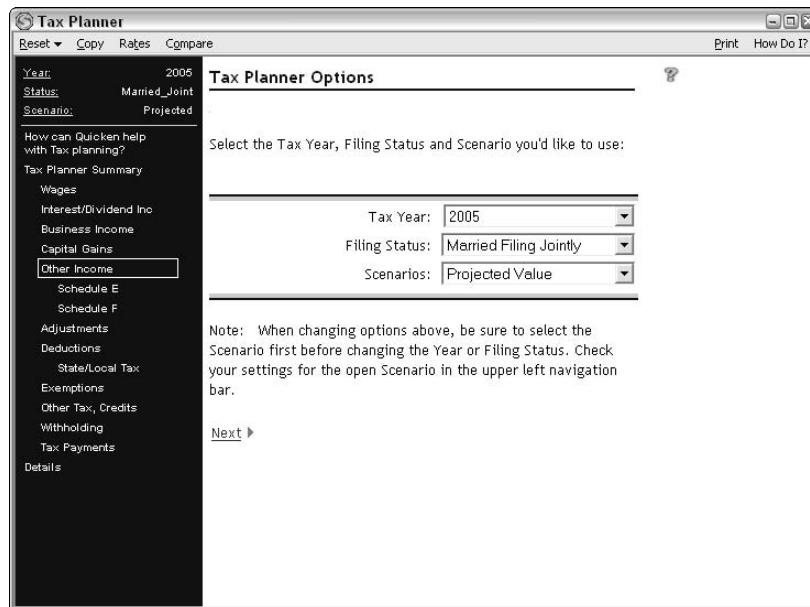 Tax Planner
Reset Copy Rates Compare Print How Do I?
Year: 2005
Status: Married_Joint
Scenario: Projected
How can Quicken help
with Tax planning?
Tax Planner Summary
Wages
Interest/Dividend Inc
Business Income
Capital Gains
Other Income
Schedule E
Schedule F
Adjustments
Deductions
State/Local Tax
Exemptions
Other Tax, Credits
Withholding
Tax Payments
Details
Tax Planner Options
Select the Tax Year, Filing Status and Scenario you'd like to use:
Tax Year: 2005
Filing Status: Married Filing Jointly
Scenarios: Projected Value
Note: When changing options above, be sure to select the
Scenario first before changing the Year or Filing Status. Check
your settings for the open Scenario in the upper left navigation
bar.
Next